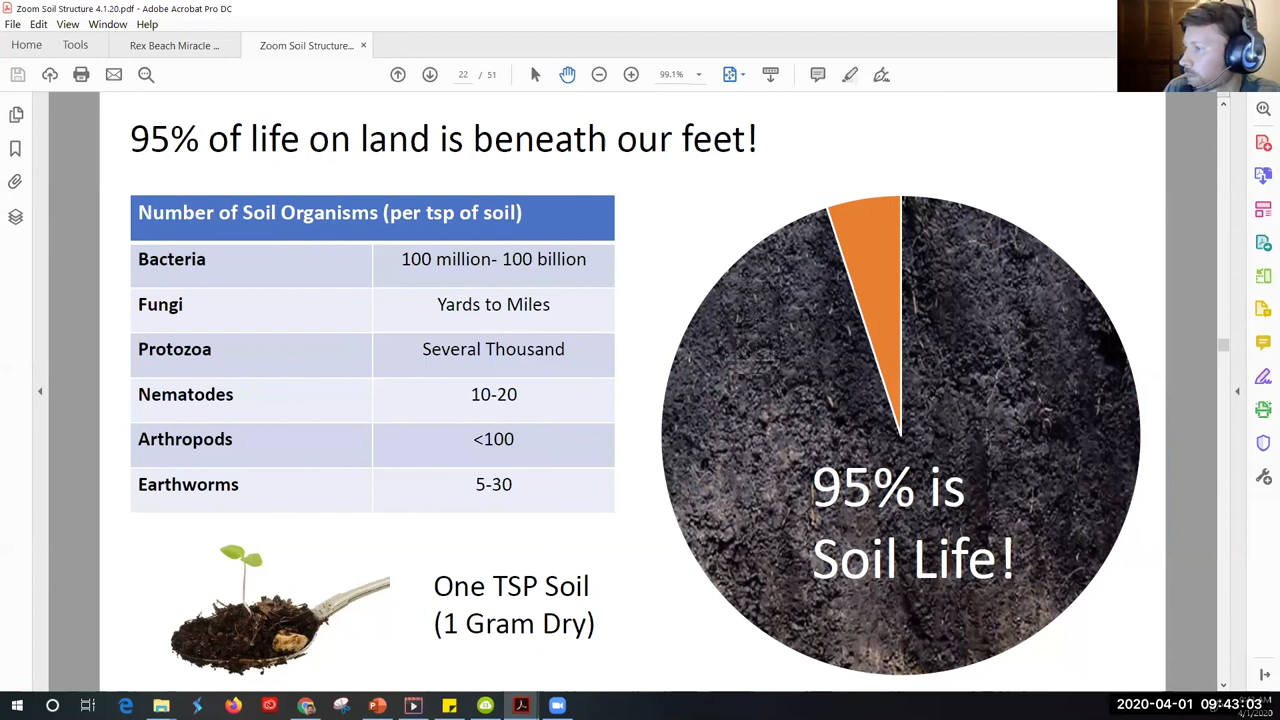 Zoom Soil Structure 4.1.20.pdf - Adobe Acrobat Pro DC
File Edit View Window Help
Home Tools Rex Beach Miracle ... Zoom Soil Structure... ×
22 / 51 99.1%
95% of life on land is beneath our feet!
Number of Soil Organisms (per tsp of soil)
Bacteria 100 million- 100 billion
Fungi Yards to Miles
Protozoa Several Thousand
Nematodes 10-20
Arthropods <100
Earthworms 5-30
One TSP Soil
(1 Gram Dry)
95% is
Soil Life!
2020-04-01 09:43:03
4/1/2020